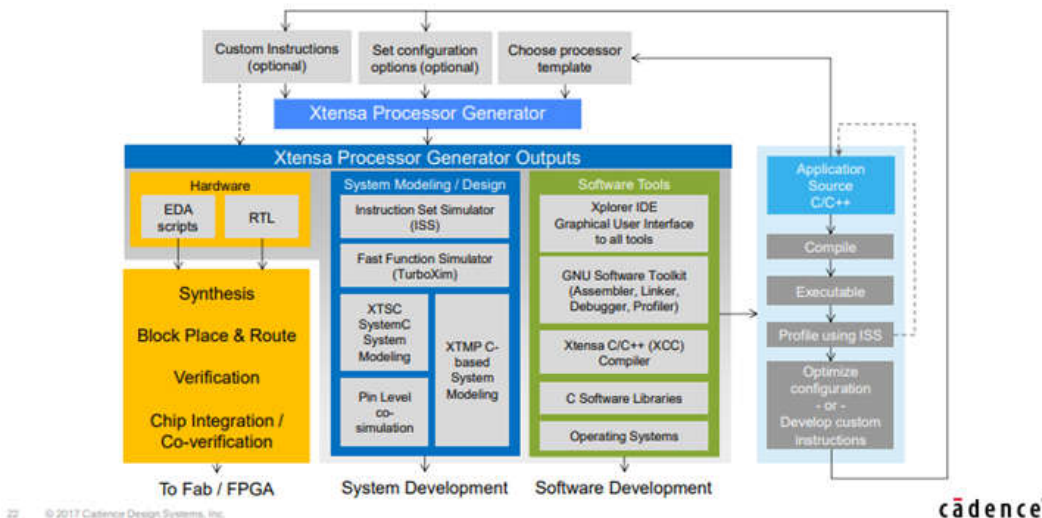 Custom Instructions
(optional)
Set configuration
options (optional)
Choose processor
template
Xtensa Processor Generator
Xtensa Processor Generator Outputs
Hardware
EDA
scripts
RTL
Synthesis
Block Place & Route
Verification
Chip Integration /
Co-verification
To Fab / FPGA
System Modeling / Design
Instruction Set Simulator
(ISS)
Fast Function Simulator
(TurboXim)
XTSC
SystemC
System
Modeling
Pin Level
co-
simulation
XTMP C-
based
System
Modeling
System Development
Software Tools
Xplorer IDE
Graphical User Interface
to all tools
GNU Software Toolkit
(Assembler, Linker,
Debugger, Profiler)
Xtensa C/C++ (XCC)
Compiler
C Software Libraries
Operating Systems
Software Development
Application
Source
C/C++
Compile
Executable
Profile using ISS
Optimize
configuration
- or -
Develop custom
instructions
22 © 2017 Cadence Design Systems, Inc.
cādence